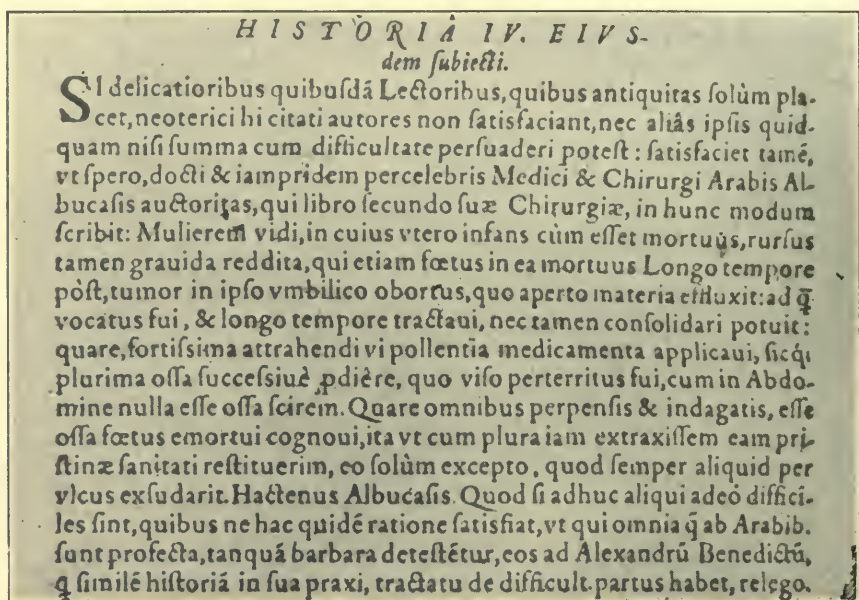 HISTORIA IV. EIVS-
dem ſubiecti.
SI delicatioribus quibuſdã Lectoribus, quibus antiquitas ſolùm pla-
cet, neoterici hi citati autores non ſatisfaciant, nec aliâs ipſis quid-
quam niſi ſumma cum difficultate perſuaderi poteſt: ſatisfaciet tamẽ,
vt ſpero, docti & iampridem percelebris Medici & Chirurgi Arabis Al-
bucaſis auctoritas, qui libro ſecundo ſuæ Chirurgiæ, in hunc modum
ſcribit: Mulierem vidi, in cuius vtero infans cùm eſſet mortuus, rurſus
tamen grauida reddita, qui etiam fœtus in ea mortuus Longo tempore
pòſt, tumor in ipſo vmbilico obortus, quo aperto materia effluxit: ad q̃
vocatus fui, & longo tempore tractaui, nec tamen conſolidari potuit:
quare, fortiſsima attrahendi vi pollentia medicamenta applicaui, ſicq́;
plurima oſſa ſucceſsiuè ꝓdière, quo viſo perterritus fui, cum in Abdo-
mine nulla eſſe oſſa ſcirem. Quare omnibus perpenſis & indagatis, eſſe
oſſa fœtus emortui cognoui, ita vt cum plura iam extraxiſſem eam pri-
ſtinæ ſanitati reſtituerim, eo ſolùm excepto, quod ſemper aliquid per
vlcus exſudarit. Hactenus Albucaſis. Quod ſi adhuc aliqui adeò diffici-
les ſint, quibus ne hac quidẽ ratione ſatisfiat, vt qui omnia q̃ ab Arabib.
ſunt profecta, tanquã barbara deteſtẽtur, eos ad Alexandrũ Benedictũ,
q̃ ſimilẽ hiſtoriã in ſua praxi, tractatu de difficult. partus habet, relego.